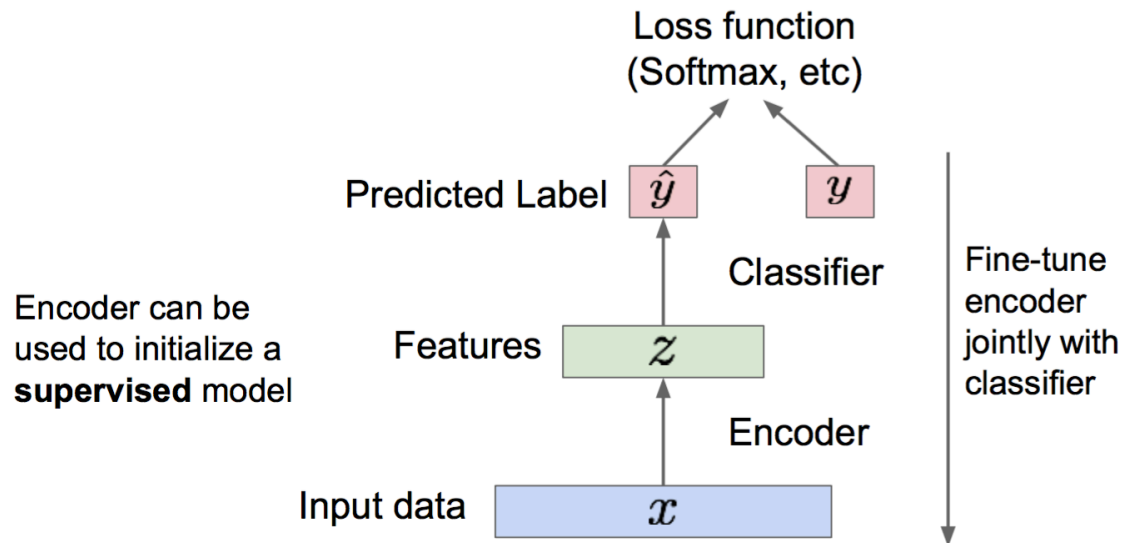 Loss function
(Softmax, etc)
Predicted Label
ŷ
y
Classifier
Fine-tune
encoder
jointly with
classifier
Encoder can be
used to initialize a
supervised model
Features
z
Encoder
Input data
x